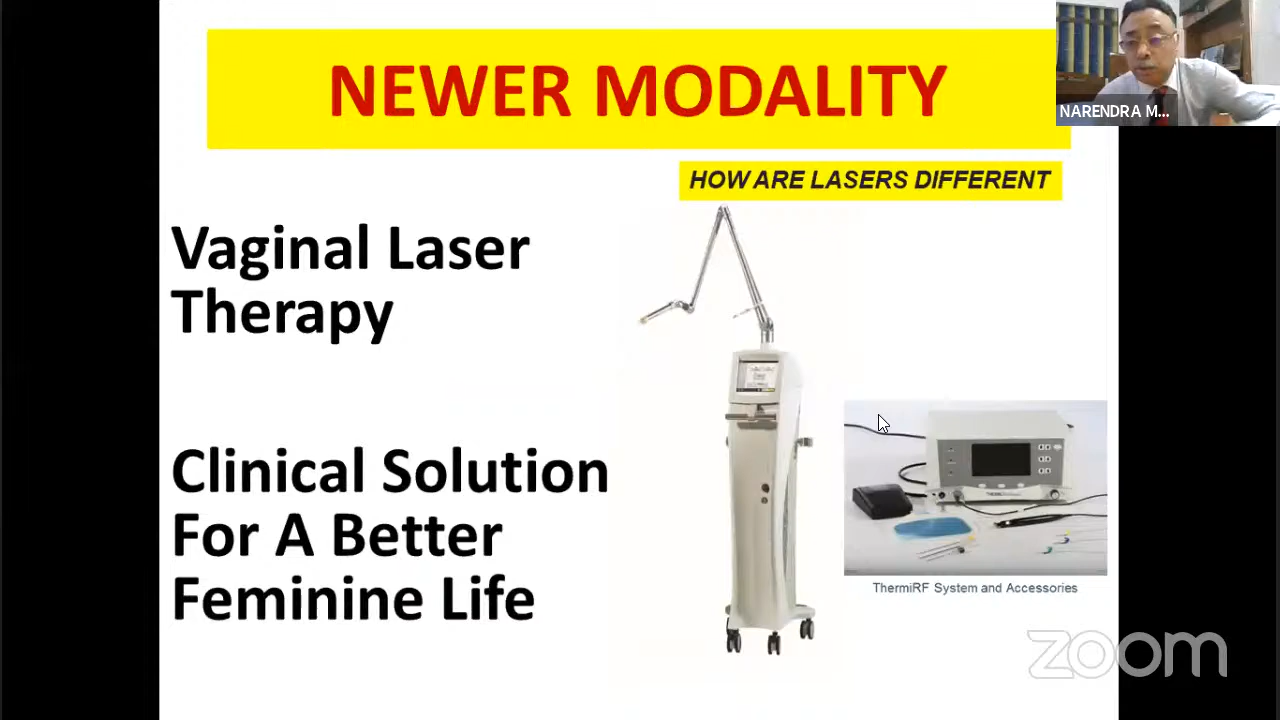 NEWER MODALITY
NARENDRA M...
HOW ARE LASERS DIFFERENT
Vaginal Laser
Therapy
Clinical Solution
For A Better
Feminine Life
ThermiRF System and Accessories
zoom